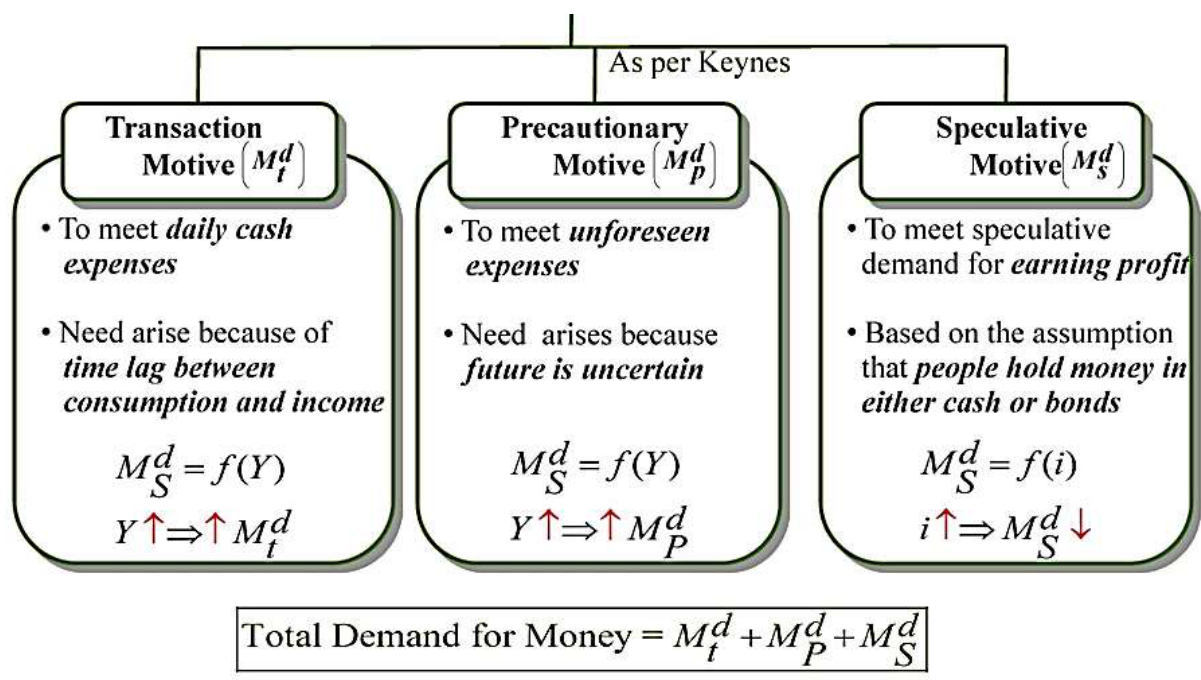 As per Keynes
Transaction
Motive (M_t^d)
• To meet daily cash
expenses
• Need arise because of
time lag between
consumption and income
M_S^d = f(Y)
Y ↑⇒↑ M_t^d
Precautionary
Motive (M_p^d)
• To meet unforeseen
expenses
• Need arises because
future is uncertain
M_S^d = f(Y)
Y ↑⇒↑ M_P^d
Speculative
Motive(M_s^d)
• To meet speculative
demand for earning profit
• Based on the assumption
that people hold money in
either cash or bonds
M_S^d = f(i)
i ↑⇒ M_S^d ↓
Total Demand for Money = M_t^d + M_P^d + M_S^d